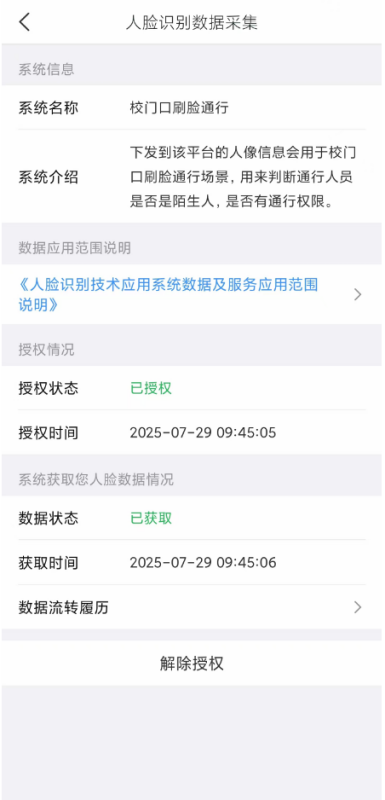 人脸识别数据采集
系统信息
系统名称 校门口刷脸通行
下发到该平台的人像信息会用于校门
系统介绍 口刷脸通行场景，用来判断通行人员
是否是陌生人，是否有通行权限。
数据应用范围说明
《人脸识别技术应用系统数据及服务应用范围
说明》
授权情况
授权状态 已授权
授权时间 2025-07-29 09:45:05
系统获取您人脸数据情况
数据状态 已获取
获取时间 2025-07-29 09:45:06
数据流转履历
解除授权